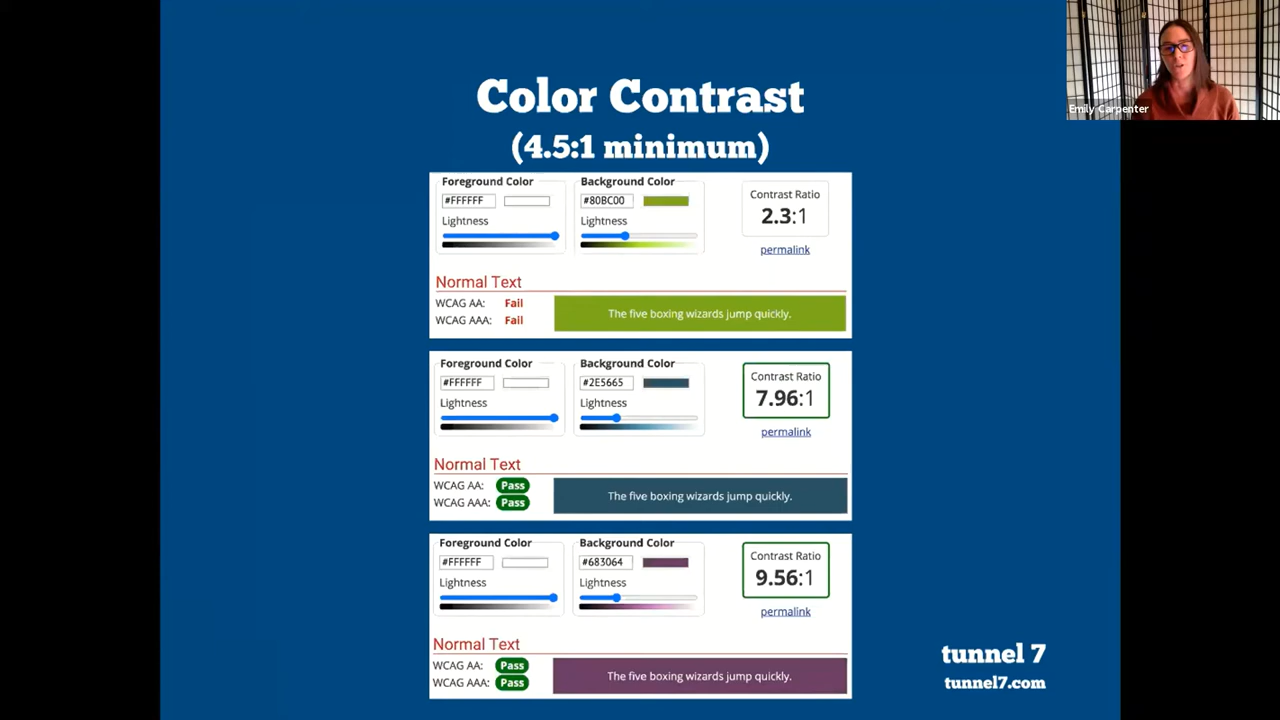 Emily Carpenter
Color Contrast
(4.5:1 minimum)
Foreground Color
Background Color
#FFFFFF
#80BC00
Lightness
Lightness
Contrast Ratio
2.3:1
permalink
Normal Text
WCAG AA: Fail
WCAG AAA: Fail
The five boxing wizards jump quickly.
Foreground Color
Background Color
#FFFFFF
#2E5665
Lightness
Lightness
Contrast Ratio
7.96:1
permalink
Normal Text
WCAG AA: Pass
WCAG AAA: Pass
The five boxing wizards jump quickly.
Foreground Color
Background Color
#FFFFFF
#683064
Lightness
Lightness
Contrast Ratio
9.56:1
permalink
Normal Text
WCAG AA: Pass
WCAG AAA: Pass
The five boxing wizards jump quickly.
tunnel 7
tunnel7.com